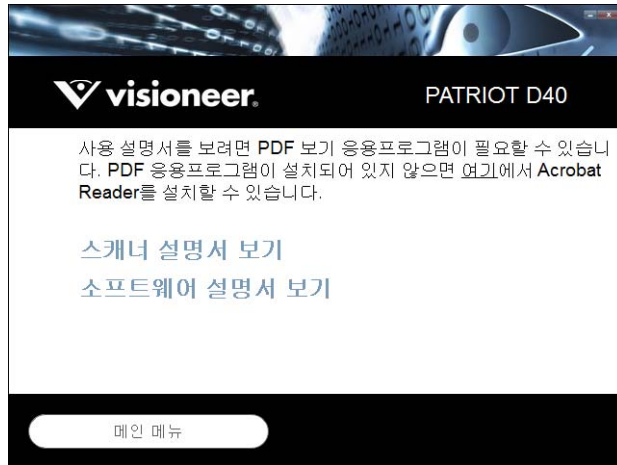 visioneer®
PATRIOT D40
사용 설명서를 보려면 PDF 보기 응용프로그램이 필요할 수 있습니
다. PDF 응용프로그램이 설치되어 있지 않으면 여기에서 Acrobat
Reader를 설치할 수 있습니다.
스캐너 설명서 보기
소프트웨어 설명서 보기
메인 메뉴